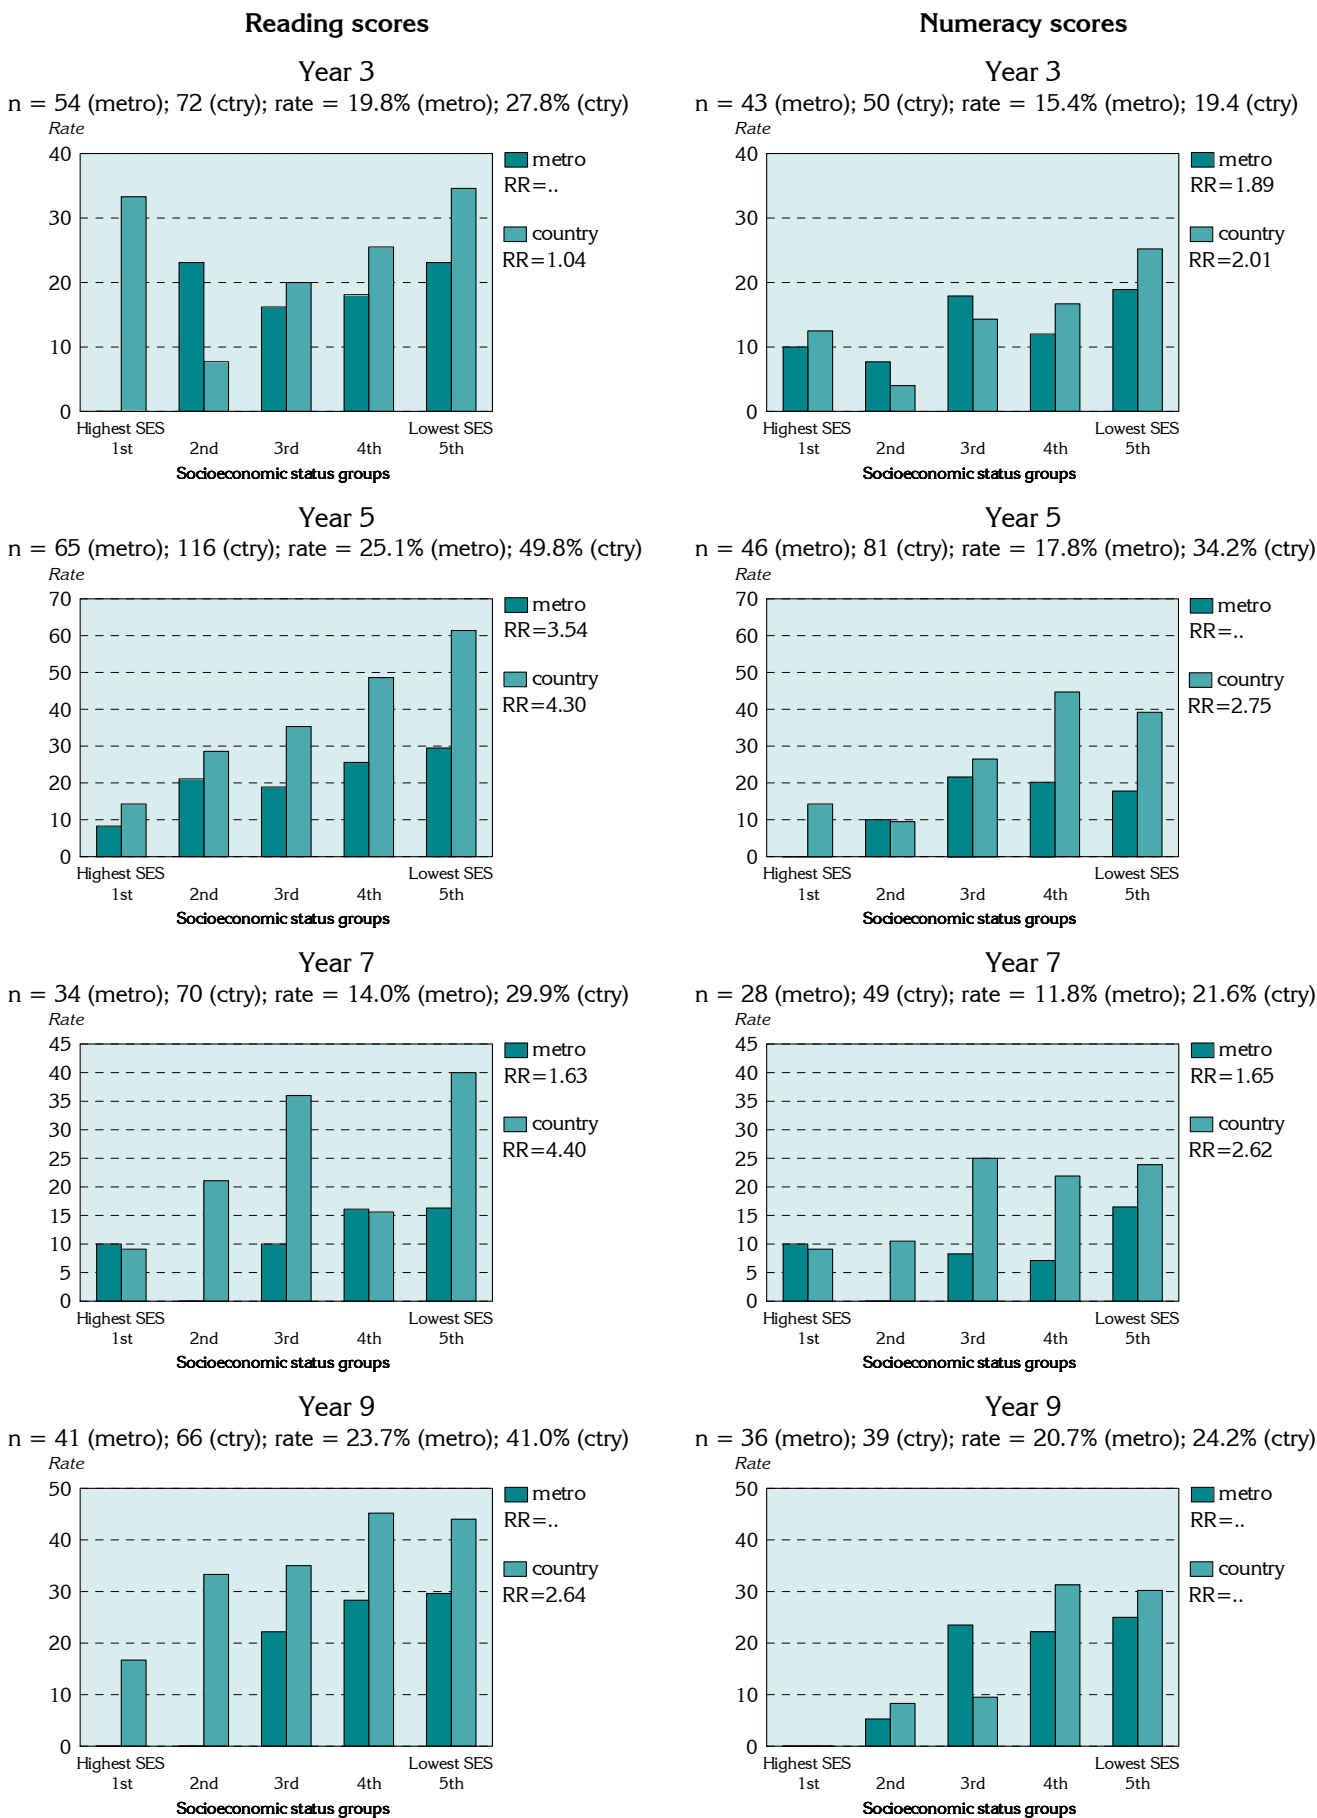 Reading scores
Year 3
n = 54 (metro); 72 (ctry); rate = 19.8% (metro); 27.8% (ctry)
Rate
40
30
20
10
0
metro
RR=..
country
RR=1.04
Highest SES
Lowest SES
1st 2nd 3rd 4th 5th
Socioeconomic status groups
Year 5
n = 65 (metro); 116 (ctry); rate = 25.1% (metro); 49.8% (ctry)
Rate
70
60
50
40
30
20
10
0
metro
RR=3.54
country
RR=4.30
Highest SES
Lowest SES
1st 2nd 3rd 4th 5th
Socioeconomic status groups
Year 7
n = 34 (metro); 70 (ctry); rate = 14.0% (metro); 29.9% (ctry)
Rate
45
40
35
30
25
20
15
10
5
0
metro
RR=1.63
country
RR=4.40
Highest SES
Lowest SES
1st 2nd 3rd 4th 5th
Socioeconomic status groups
Year 9
n = 41 (metro); 66 (ctry); rate = 23.7% (metro); 41.0% (ctry)
Rate
50
40
30
20
10
0
metro
RR=..
country
RR=2.64
Highest SES
Lowest SES
1st 2nd 3rd 4th 5th
Socioeconomic status groups
Numeracy scores
Year 3
n = 43 (metro); 50 (ctry); rate = 15.4% (metro); 19.4 (ctry)
Rate
40
30
20
10
0
metro
RR=1.89
country
RR=2.01
Highest SES
Lowest SES
1st 2nd 3rd 4th 5th
Socioeconomic status groups
Year 5
n = 46 (metro); 81 (ctry); rate = 17.8% (metro); 34.2% (ctry)
Rate
70
60
50
40
30
20
10
0
metro
RR=..
country
RR=2.75
Highest SES
Lowest SES
1st 2nd 3rd 4th 5th
Socioeconomic status groups
Year 7
n = 28 (metro); 49 (ctry); rate = 11.8% (metro); 21.6% (ctry)
Rate
45
40
35
30
25
20
15
10
5
0
metro
RR=1.65
country
RR=2.62
Highest SES
Lowest SES
1st 2nd 3rd 4th 5th
Socioeconomic status groups
Year 9
n = 36 (metro); 39 (ctry); rate = 20.7% (metro); 24.2% (ctry)
Rate
50
40
30
20
10
0
metro
RR=..
country
RR=..
Highest SES
Lowest SES
1st 2nd 3rd 4th 5th
Socioeconomic status groups